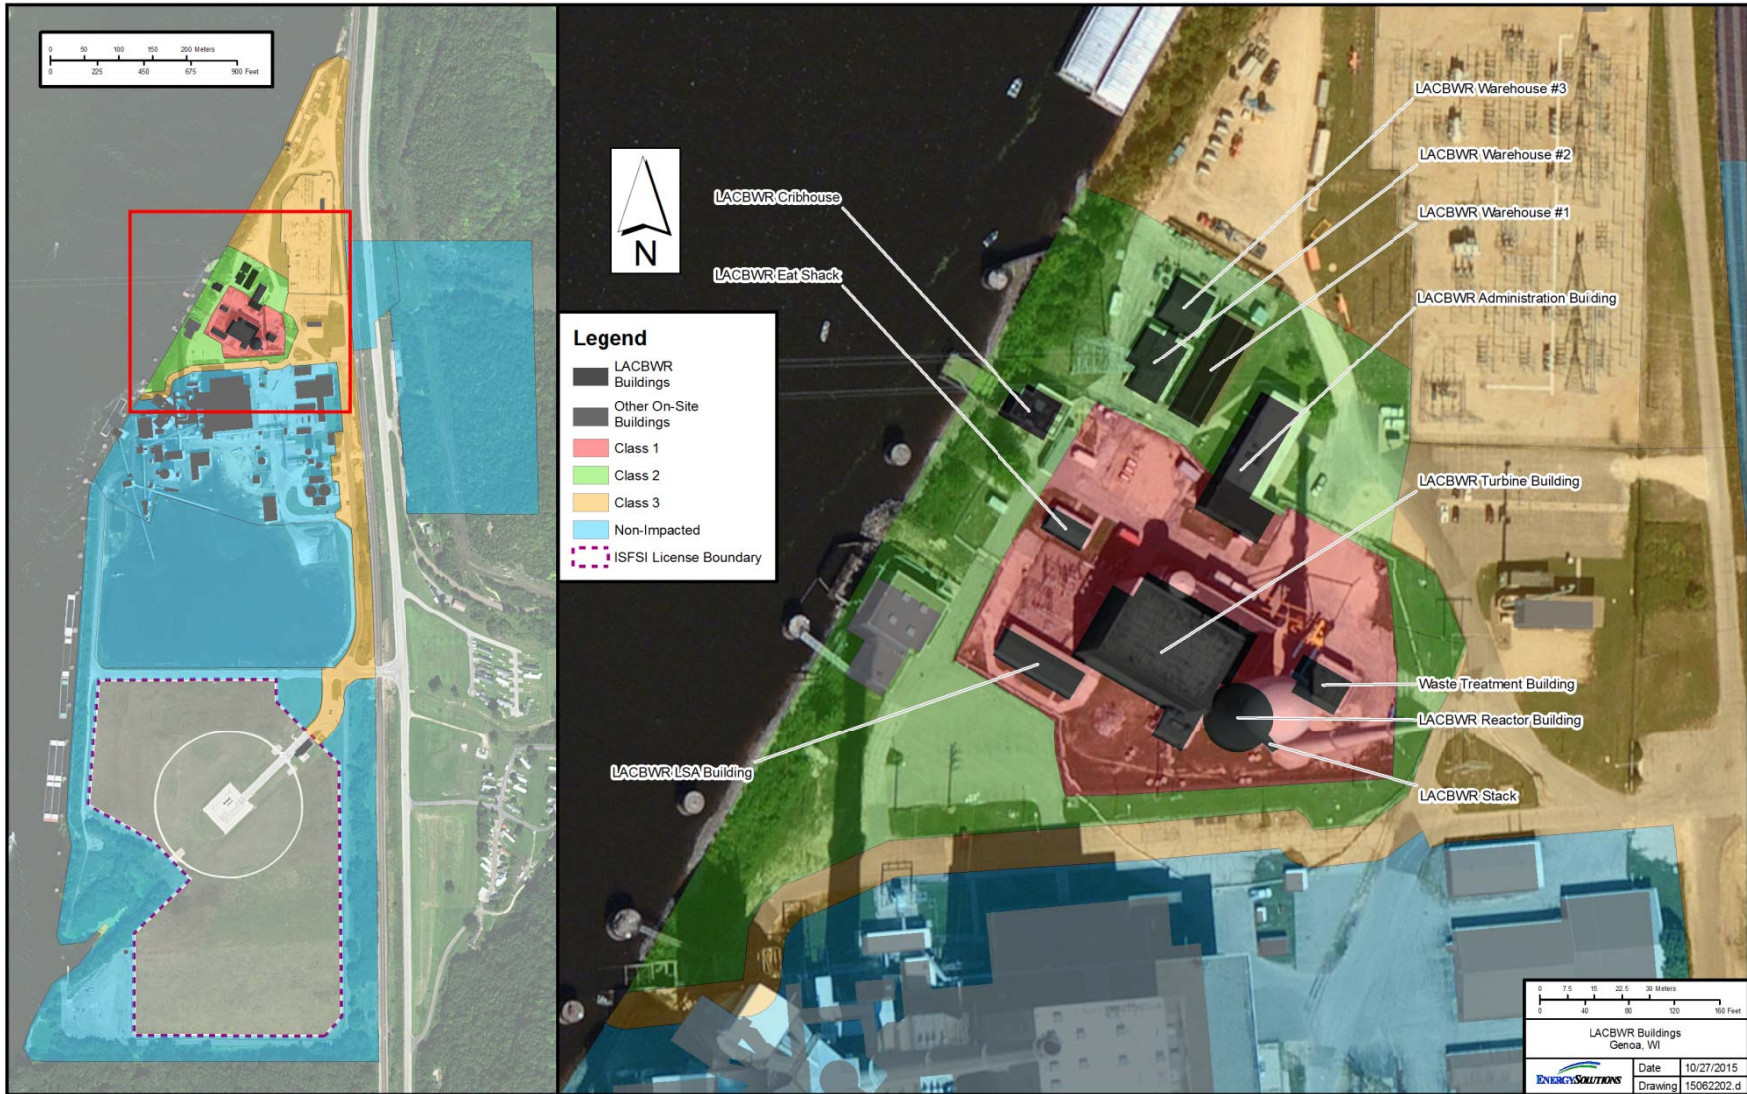 0 50 100 150 200 Meters
0 225 450 675 900 Feet
N
Legend
LACBWR
Buildings
Other On-Site
Buildings
Class 1
Class 2
Class 3
Non-Impacted
ISFSI License Boundary
LACBWR Warehouse #3
LACBWR Warehouse #2
LACBWR Cribhouse
LACBWR Warehouse #1
LACBWR Eat Shack
LACBWR Administration Building
LACBWR Turbine Building
Waste Treatment Building
LACBWR Reactor Building
LACBWR LSA Building
LACBWR Stack
0 7.5 15 22.5 30 Meters
0 40 80 120 160 Feet
LACBWR Buildings
Genoa, WI
ENERGYSOLUTIONS
Date 10/27/2015
Drawing 15062202.d